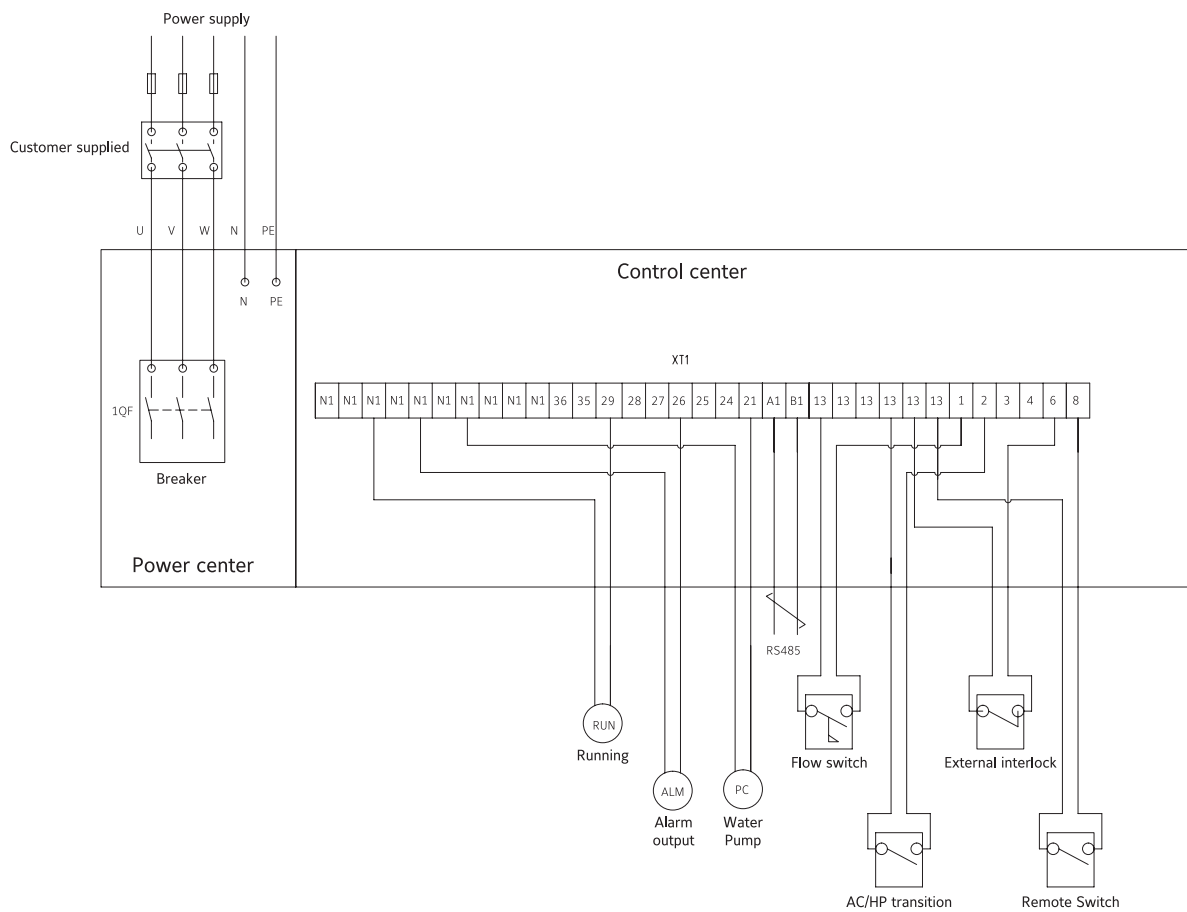 Power supply
Customer supplied
U V W N PE
Control center
N PE
XT1
N1 N1 N1 N1 N1 N1 N1 N1 N1 N1 36 35 29 28 27 26 25 24 21 A1 B1 13 13 13 13 13 13 1 2 3 4 6 8
1QF
Breaker
Power center
RS485
RUN
Running
Flow switch
External interlock
ALM
PC
Alarm
output
Water
Pump
AC/HP transition
Remote Switch